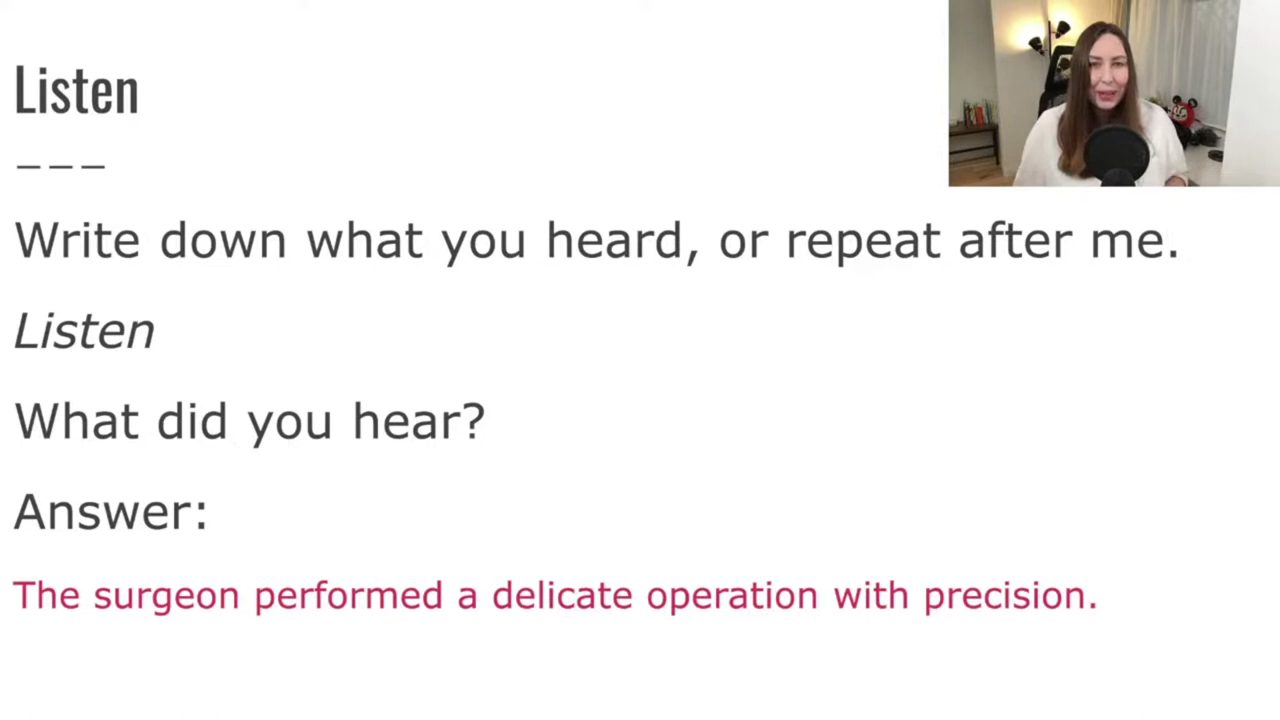 Listen
– – –
Write down what you heard, or repeat after me.
Listen
What did you hear?
Answer:
The surgeon performed a delicate operation with precision.